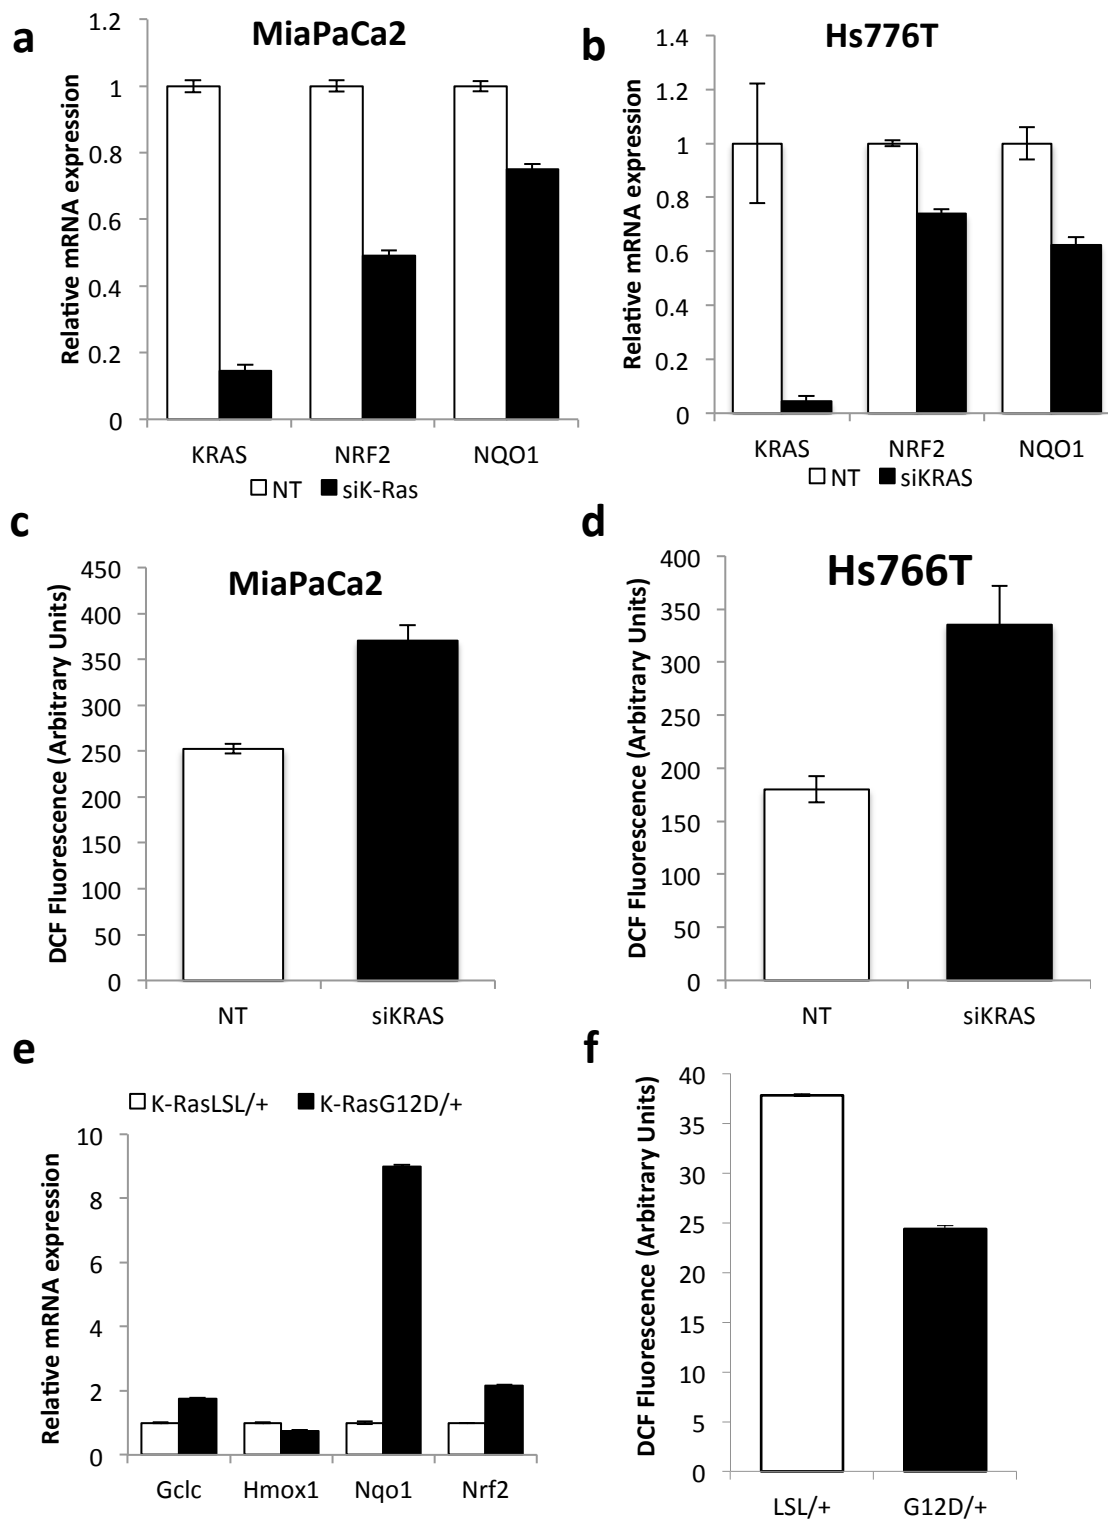 a
MiaPaCa2
Relative mRNA expression
1.2
1
0.8
0.6
0.4
0.2
0
KRAS NRF2 NQO1
NT siK-Ras
b
Hs776T
Relative mRNA expression
1.4
1.2
1
0.8
0.6
0.4
0.2
0
KRAS NRF2 NQO1
NT siKRAS
c
MiaPaCa2
DCF Fluorescence (Arbitrary Units)
450
400
350
300
250
200
150
100
50
0
NT siKRAS
d
Hs766T
DCF Fluorescence (Arbitrary Units)
400
350
300
250
200
150
100
50
0
NT siKRAS
e
K-RasLSL/+ K-RasG12D/+
Relative mRNA expression
10
8
6
4
2
0
Gclc Hmox1 Nqo1 Nrf2
f
DCF Fluorescence (Arbitrary Units)
40
35
30
25
20
15
10
5
0
LSL/+ G12D/+